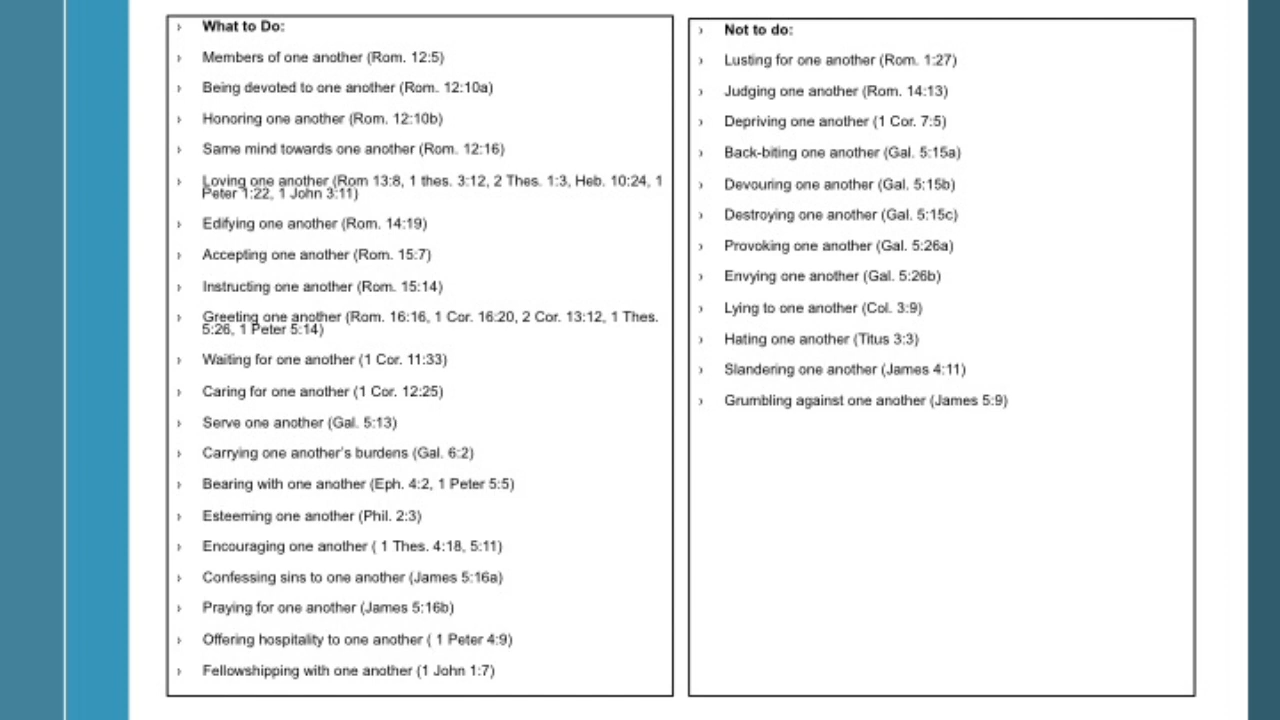 › What to Do:
› Members of one another (Rom. 12:5)
› Being devoted to one another (Rom. 12:10a)
› Honoring one another (Rom. 12:10b)
› Same mind towards one another (Rom. 12:16)
› Loving one another (Rom 13:8, 1 thes. 3:12, 2 Thes. 1:3, Heb. 10:24, 1
Peter 1:22, 1 John 3:11)
› Edifying one another (Rom. 14:19)
› Accepting one another (Rom. 15:7)
› Instructing one another (Rom. 15:14)
› Greeting one another (Rom. 16:16, 1 Cor. 16:20, 2 Cor. 13:12, 1 Thes.
5:26, 1 Peter 5:14)
› Waiting for one another (1 Cor. 11:33)
› Caring for one another (1 Cor. 12:25)
› Serve one another (Gal. 5:13)
› Carrying one another's burdens (Gal. 6:2)
› Bearing with one another (Eph. 4:2, 1 Peter 5:5)
› Esteeming one another (Phil. 2:3)
› Encouraging one another ( 1 Thes. 4:18, 5:11)
› Confessing sins to one another (James 5:16a)
› Praying for one another (James 5:16b)
› Offering hospitality to one another ( 1 Peter 4:9)
› Fellowshipping with one another (1 John 1:7)
› Not to do:
› Lusting for one another (Rom. 1:27)
› Judging one another (Rom. 14:13)
› Depriving one another (1 Cor. 7:5)
› Back-biting one another (Gal. 5:15a)
› Devouring one another (Gal. 5:15b)
› Destroying one another (Gal. 5:15c)
› Provoking one another (Gal. 5:26a)
› Envying one another (Gal. 5:26b)
› Lying to one another (Col. 3:9)
› Hating one another (Titus 3:3)
› Slandering one another (James 4:11)
› Grumbling against one another (James 5:9)